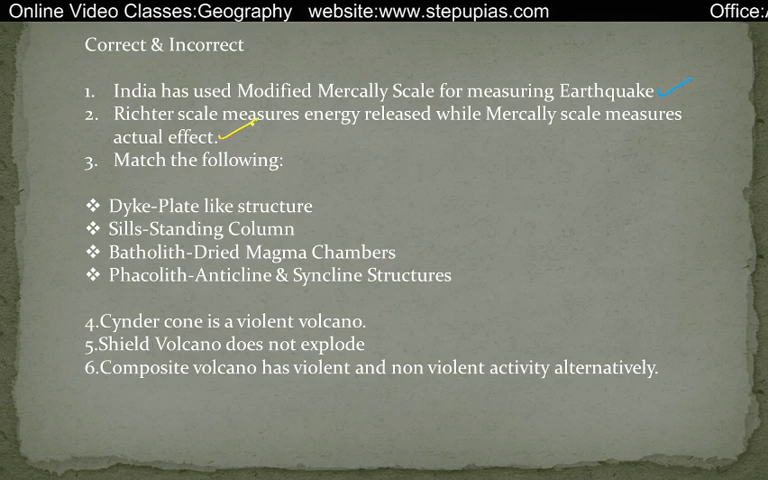 Online Video Classes:Geography website:www.stepupias.com Office:
Correct & Incorrect
1. India has used Modified Mercally Scale for measuring Earthquake
2. Richter scale measures energy released while Mercally scale measures
actual effect.
3. Match the following:
❖ Dyke-Plate like structure
❖ Sills-Standing Column
❖ Batholith-Dried Magma Chambers
❖ Phacolith-Anticline & Syncline Structures
4.Cynder cone is a violent volcano.
5.Shield Volcano does not explode
6.Composite volcano has violent and non violent activity alternatively.